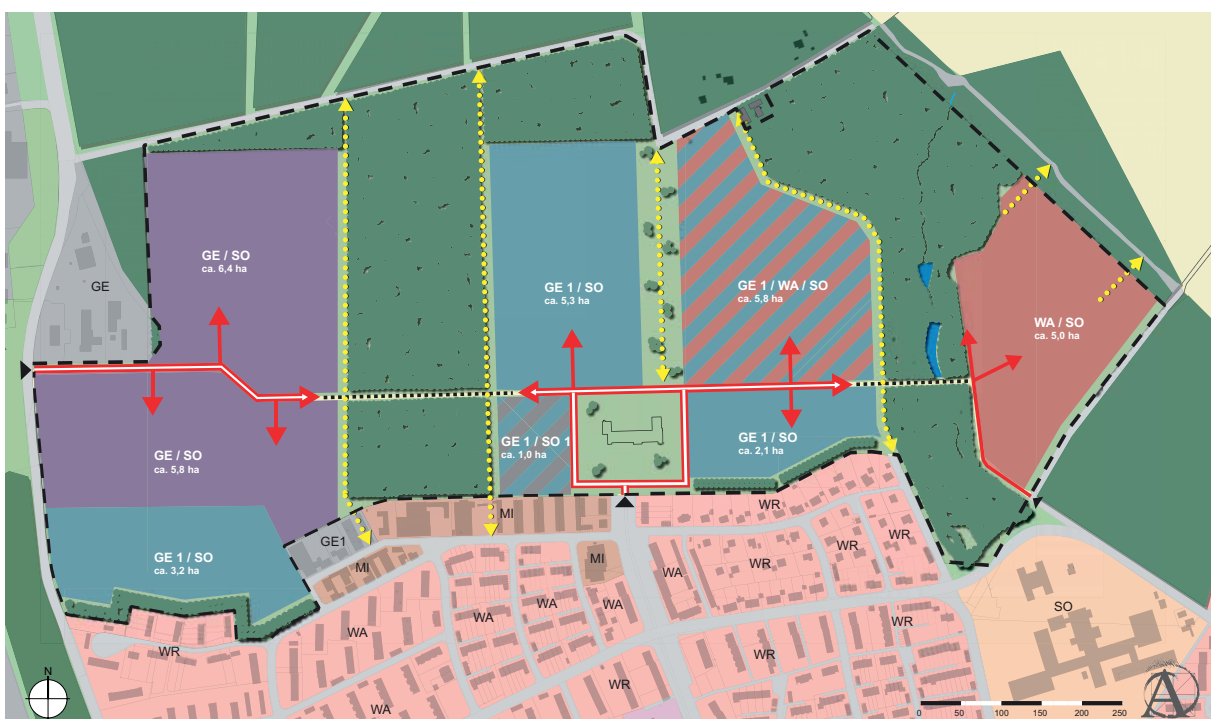 GE / SO
ca. 6,4 ha
GE
GE 1 / SO
ca. 5,3 ha
GE 1 / WA / SO
ca. 5,8 ha
WA / SO
ca. 5,0 ha
GE / SO
ca. 5,8 ha
GE 1 / SO 1
ca. 1,0 ha
GE 1 / SO
ca. 2,1 ha
GE 1 / SO
ca. 3,2 ha
GE1
MI
MI
MI
WR
WR
WR
WR
WA
WA
WA
WA
WA
WR
WR
WR
WR
WA
SO
N
A
0 50 100 150 200 250